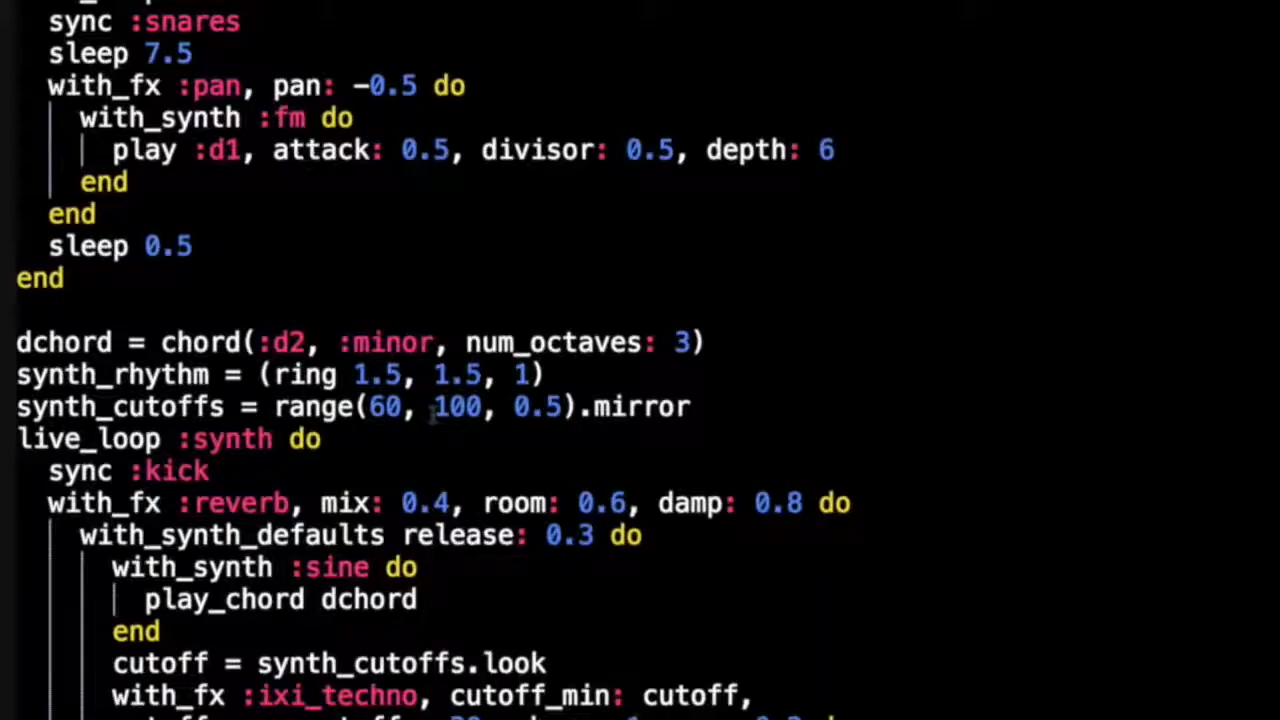 sync :snares
sleep 7.5
with_fx :pan, pan: -0.5 do
with_synth :fm do
play :d1, attack: 0.5, divisor: 0.5, depth: 6
end
end
sleep 0.5
end
dchord = chord(:d2, :minor, num_octaves: 3)
synth_rhythm = (ring 1.5, 1.5, 1)
synth_cutoffs = range(60, 100, 0.5).mirror
live_loop :synth do
sync :kick
with_fx :reverb, mix: 0.4, room: 0.6, damp: 0.8 do
with_synth_defaults release: 0.3 do
with_synth :sine do
play_chord dchord
end
cutoff = synth_cutoffs.look
with_fx :ixi_techno, cutoff_min: cutoff,